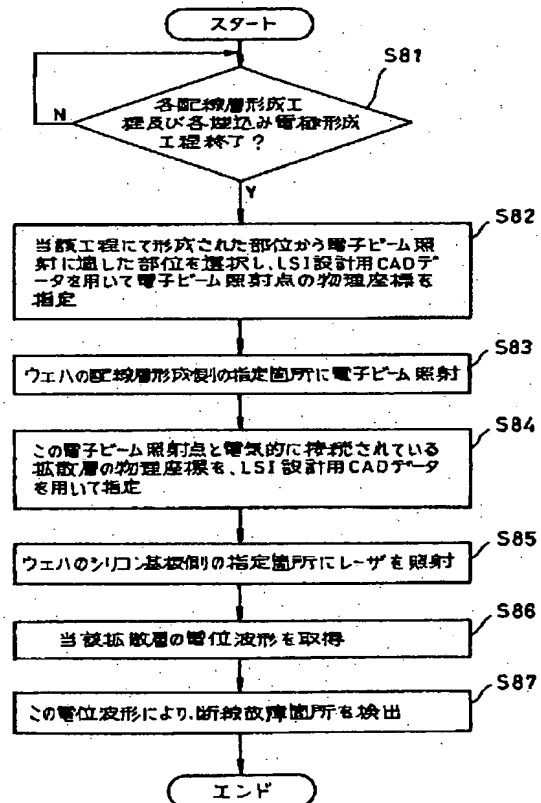 スタート
S81
各配線層形成工
程及び各埋込み電極形成
工程終了?
N
Y
S82
当該工程にて形成された部位から電子ビーム照
射に適した部位を選択し、LSI設計用CADデ
ータを用いて電子ビーム照射点の物理座標を
指定
S83
ウェハの配線層形成側の指定箇所に電子ビーム照射
S84
この電子ビーム照射点と電気的に接続されている
拡散層の物理座標を、LSI設計用CADデータ
を用いて指定
S85
ウェハのシリコン基板側の指定箇所にレーザを照射
S86
当該拡散層の電位波形を取得
S87
この電位波形により、断線故障箇所を検出
エンド